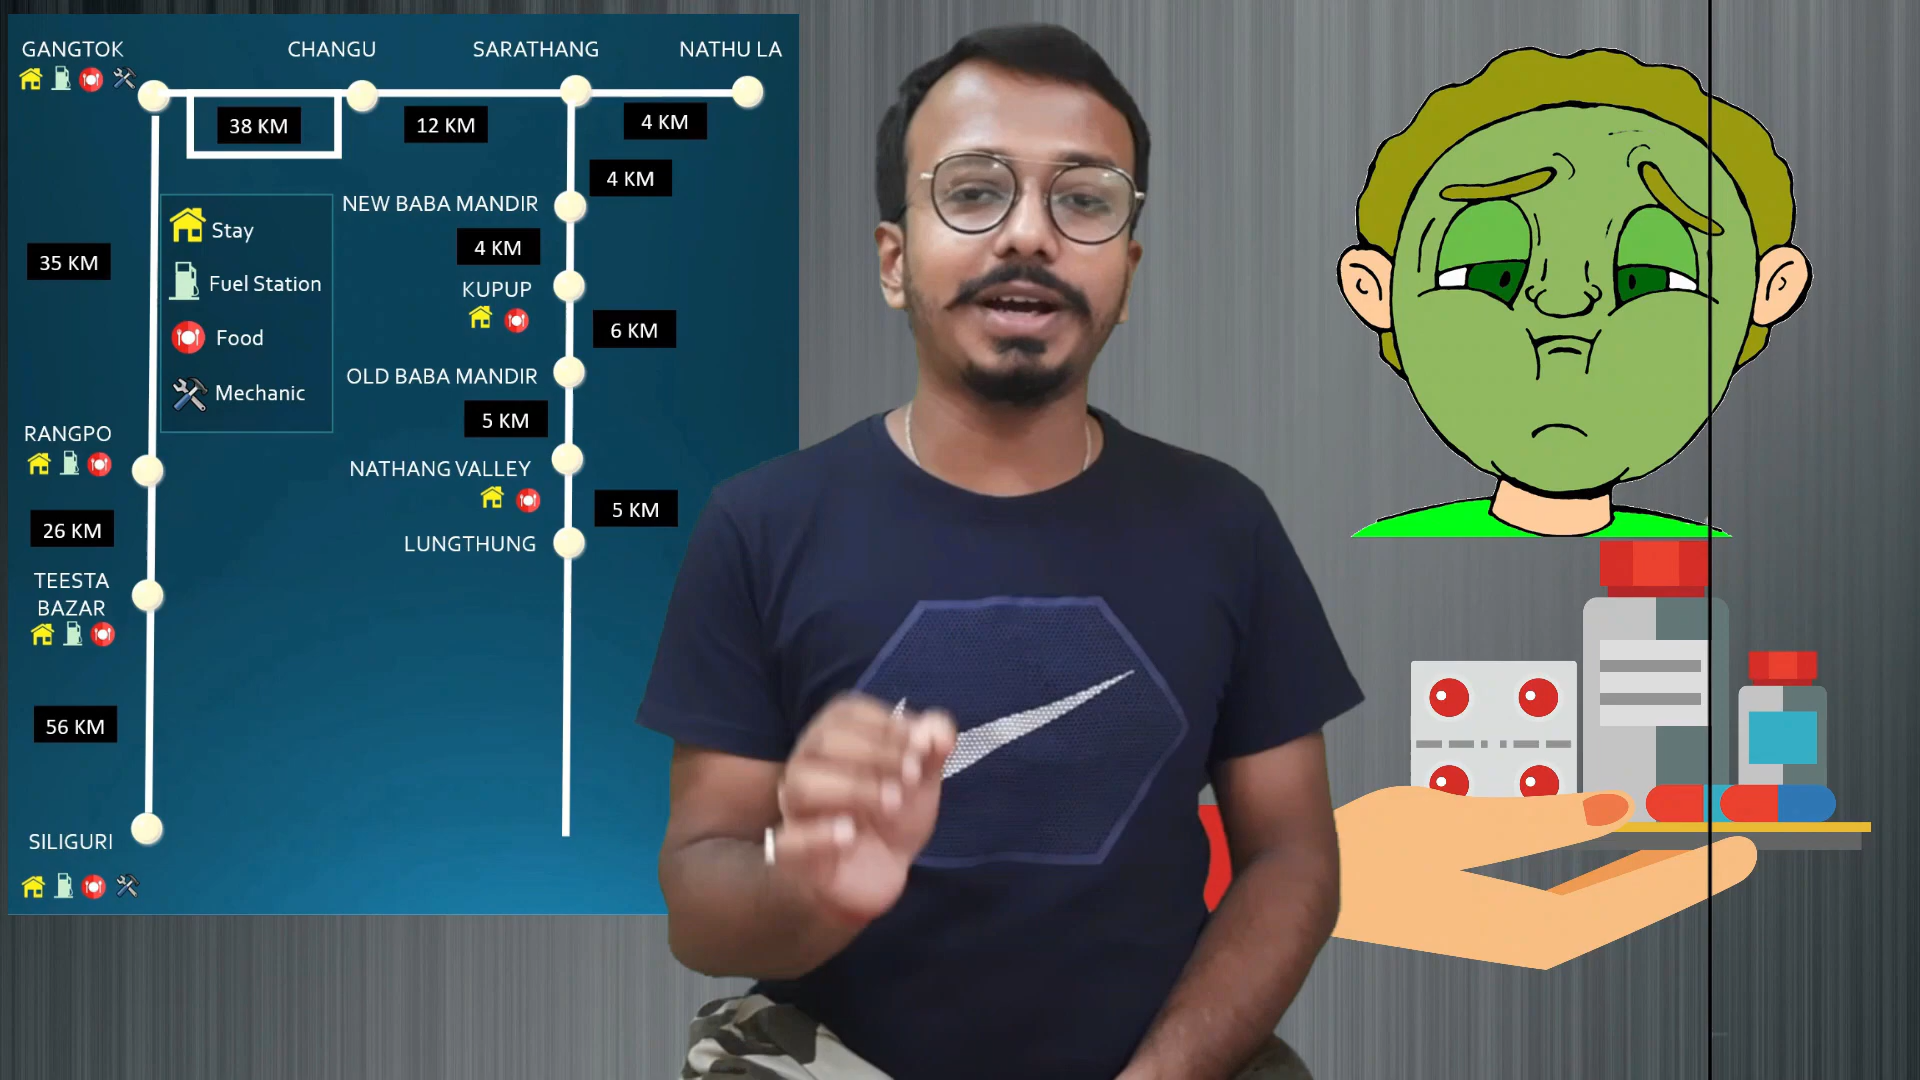 GANGTOK
CHANGU
SARATHANG
NATHU LA
38 KM
12 KM
4 KM
4 KM
NEW BABA MANDIR
4 KM
35 KM
Stay
Fuel Station
Food
Mechanic
KUPUP
6 KM
OLD BABA MANDIR
5 KM
RANGPO
NATHANG VALLEY
5 KM
26 KM
LUNGTHUNG
TEESTA
BAZAR
56 KM
SILIGURI